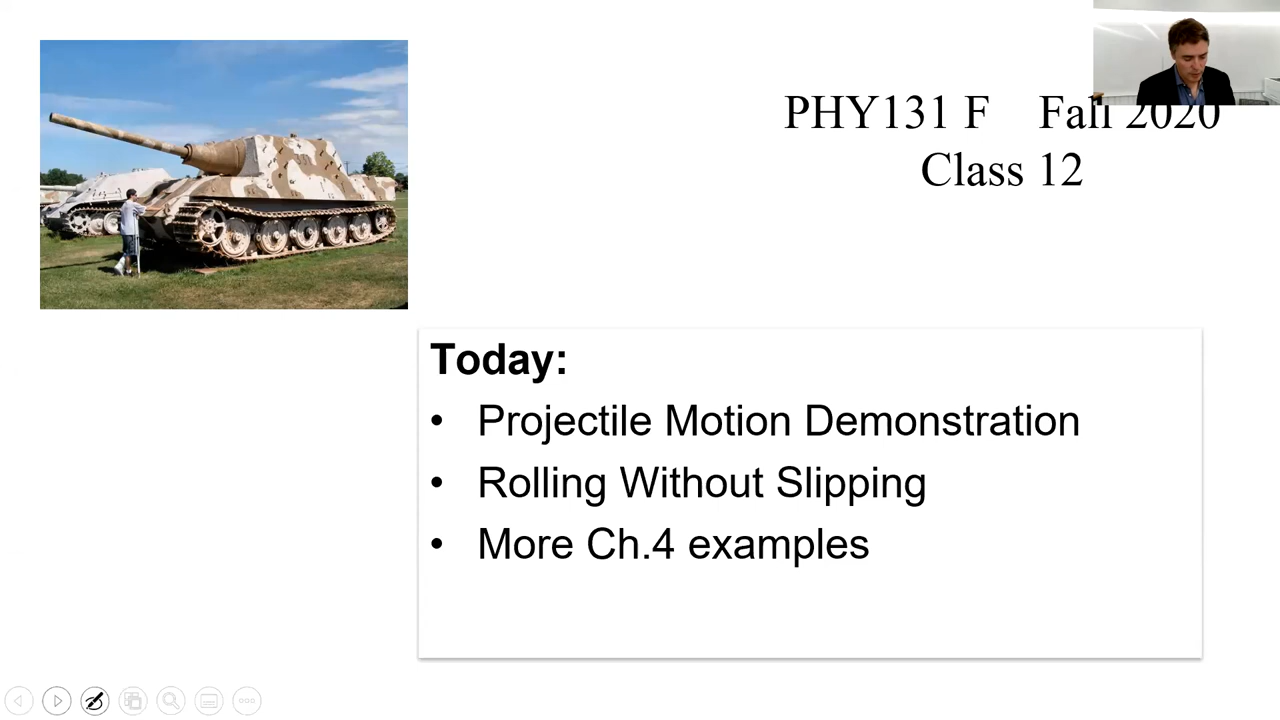 PHY131 F Fall 2020
Class 12
Today:
• Projectile Motion Demonstration
• Rolling Without Slipping
• More Ch.4 examples